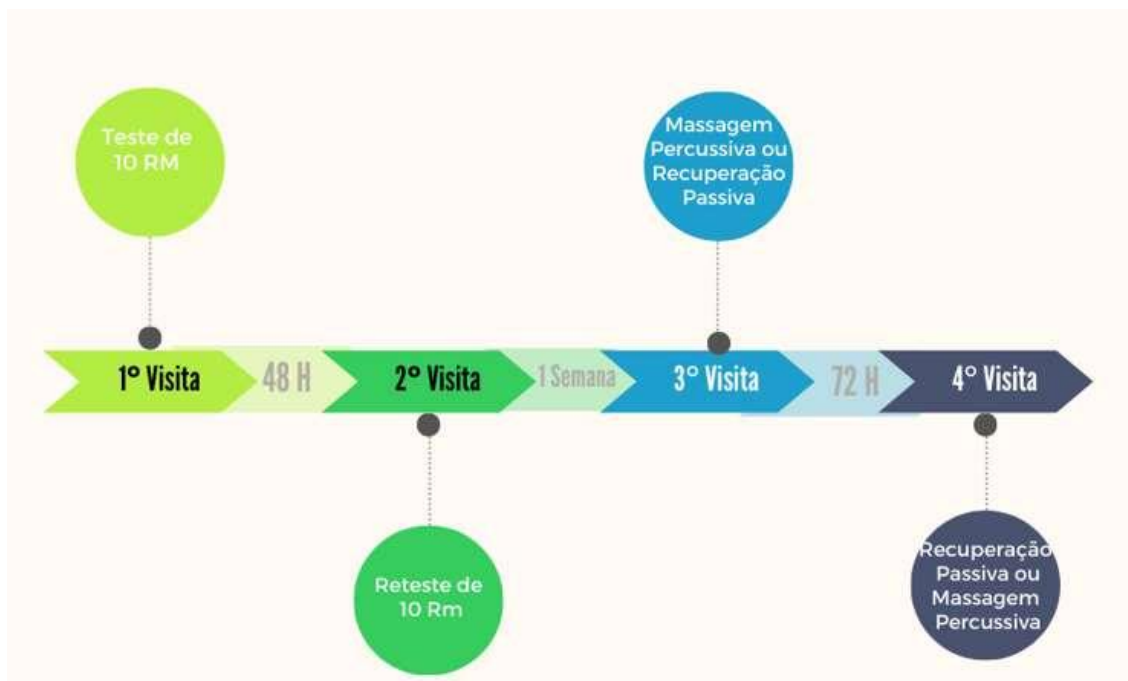 Teste de
10 RM
Massagem
Percussiva ou
Recuperação
Passiva
1° Visita
48 H
2° Visita
1 Semana
3° Visita
72 H
4° Visita
Reteste de
10 Rm
Recuperação
Passiva ou
Massagem
Percussiva